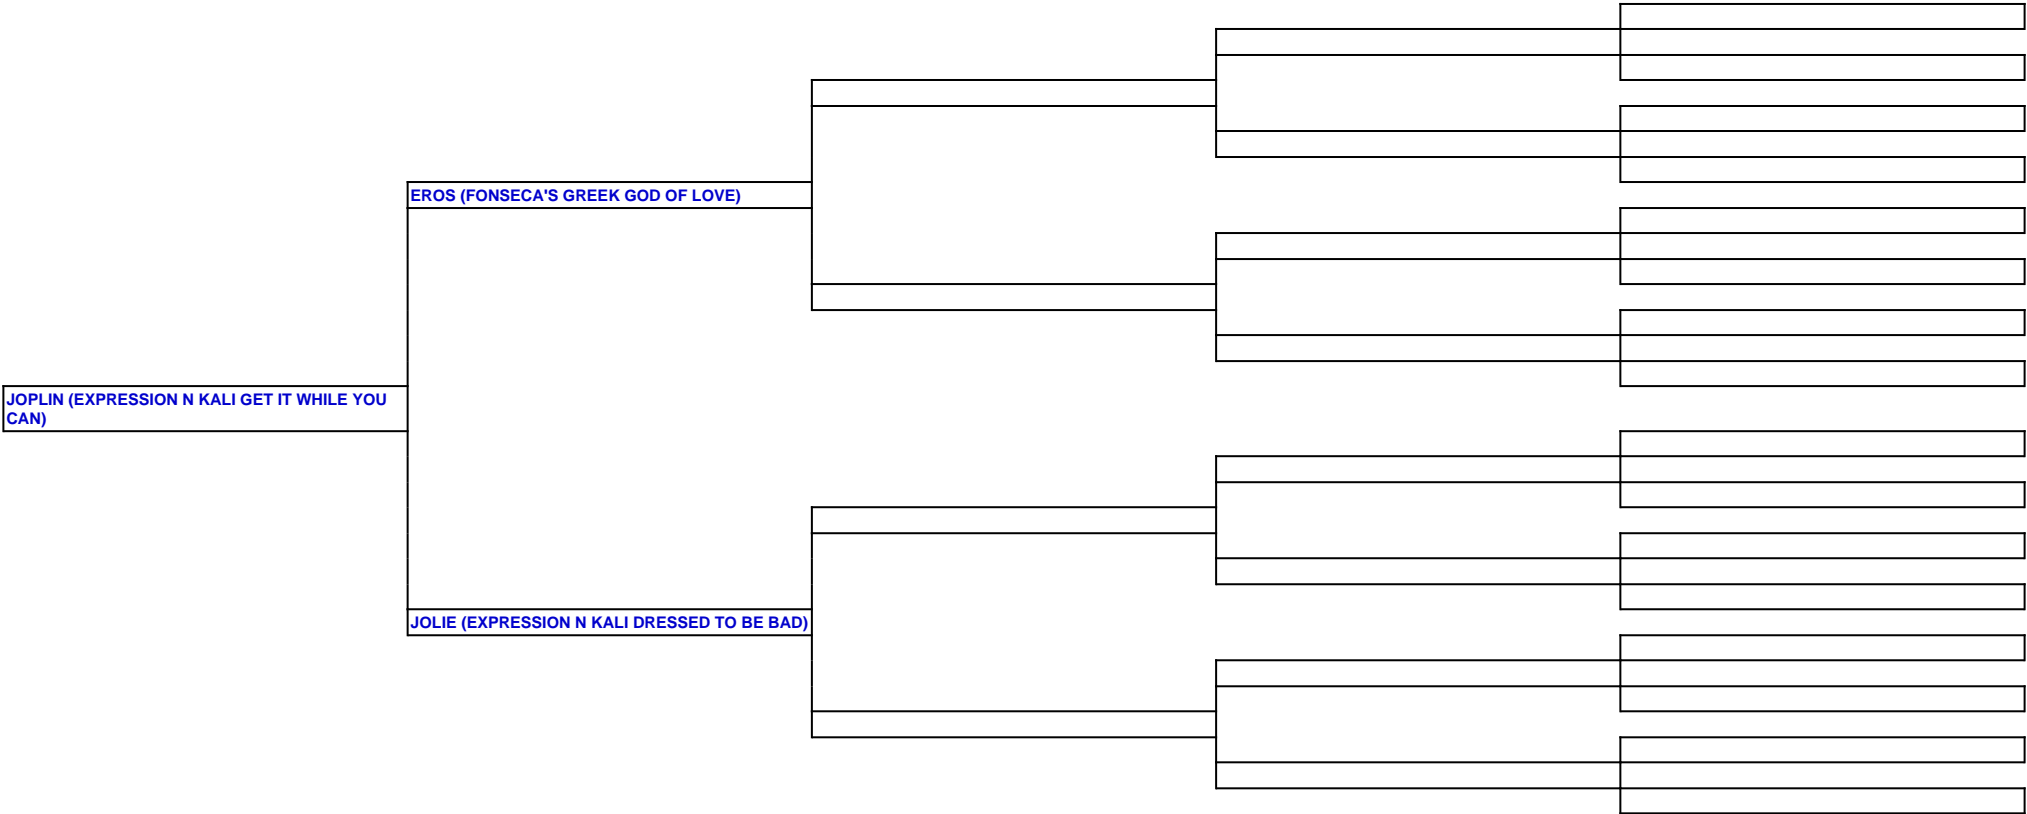 EROS (FONSECA'S GREEK GOD OF LOVE)
JOPLIN (EXPRESSION N KALI GET IT WHILE YOU
CAN)
JOLIE (EXPRESSION N KALI DRESSED TO BE BAD)